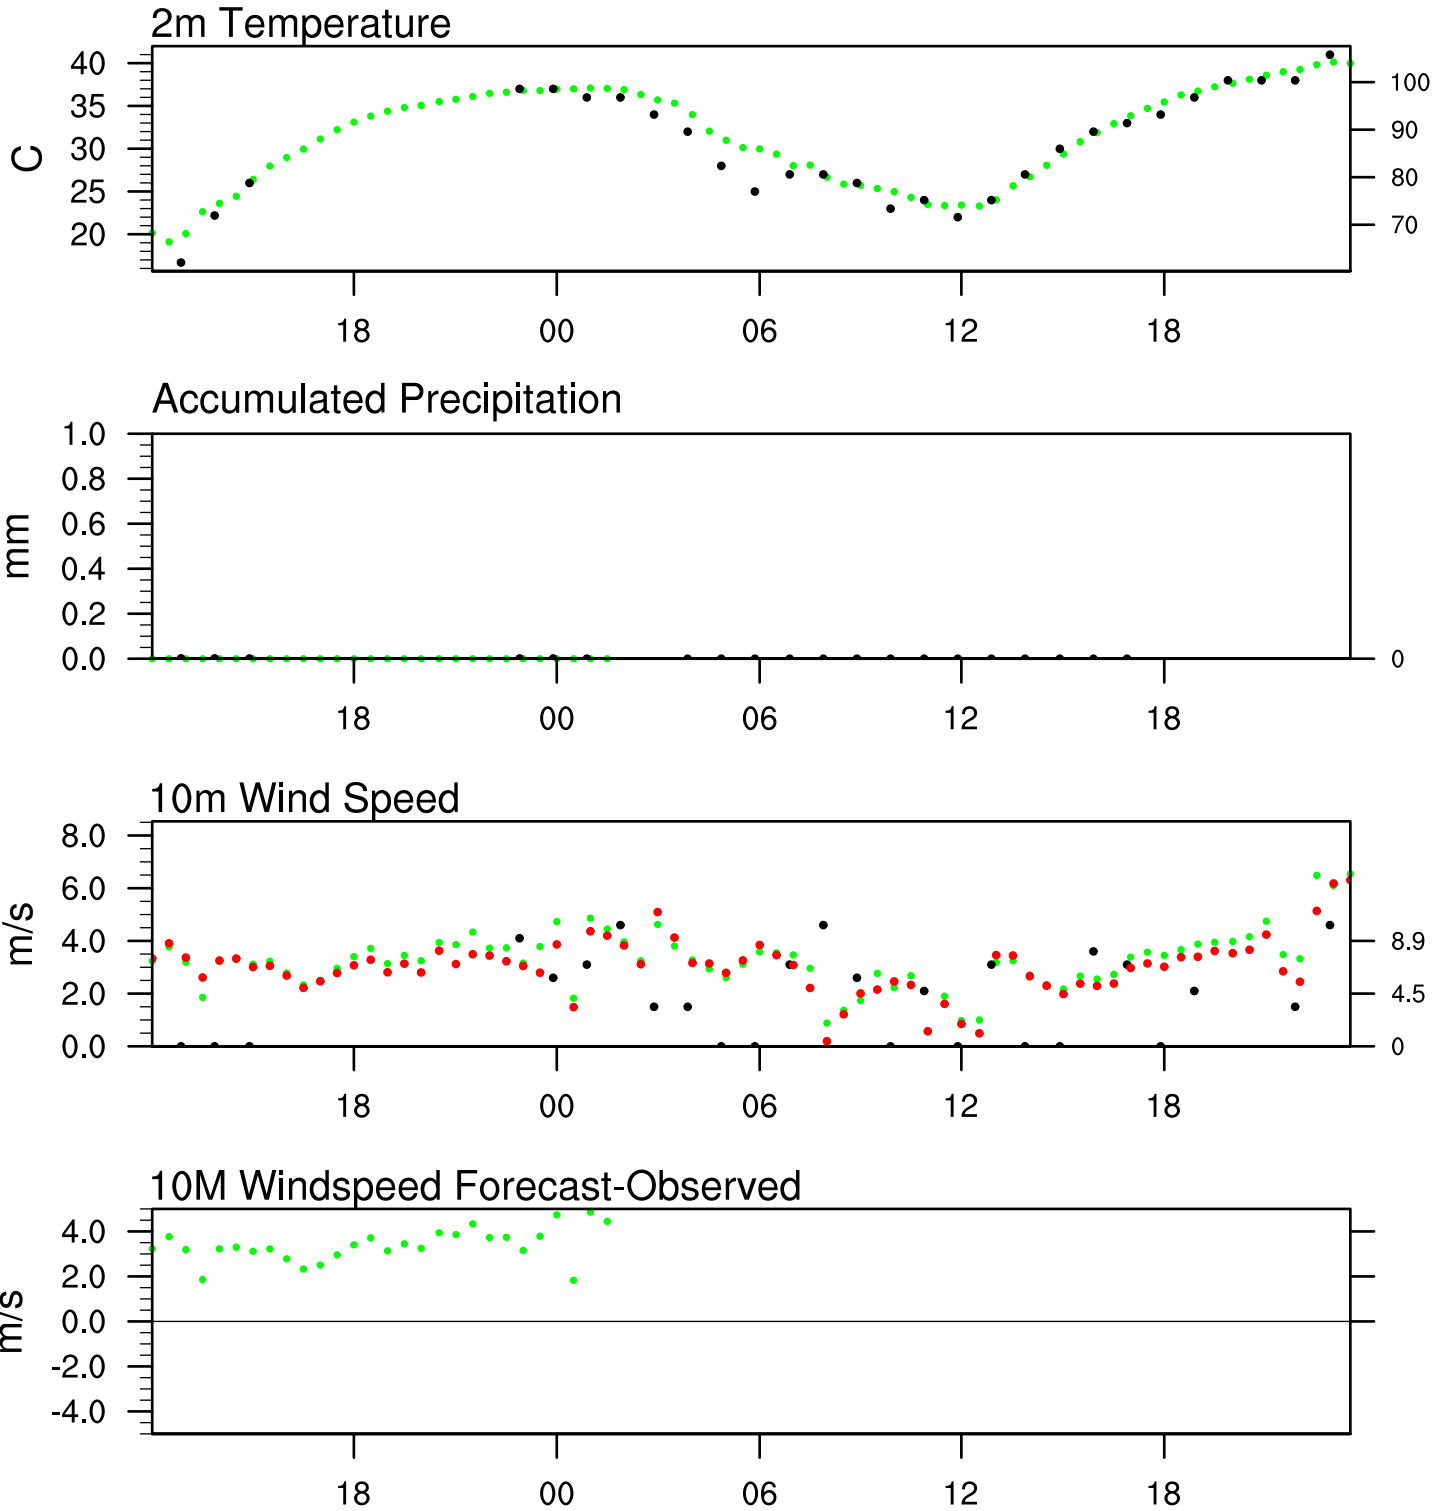 2m Temperature
40
35
30
25
20
C
100
90
80
70
18 00 06 12 18
Accumulated Precipitation
1.0
0.8
0.6
0.4
0.2
0.0
mm
0
18 00 06 12 18
10m Wind Speed
8.0
6.0
4.0
2.0
0.0
m/s
8.9
4.5
0
18 00 06 12 18
10M Windspeed Forecast-Observed
4.0
2.0
0.0
-2.0
-4.0
m/s
18 00 06 12 18